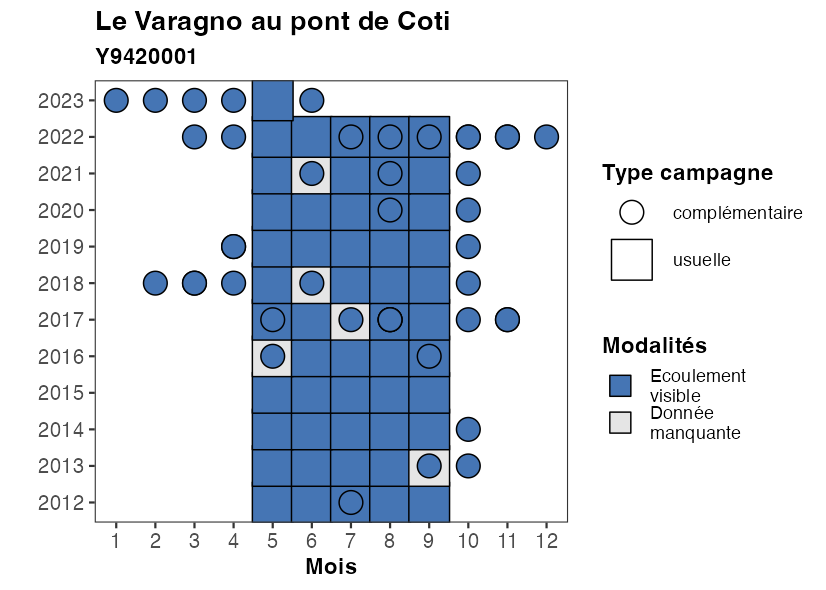 Le Varagno au pont de Coti
Y9420001
2023
2022
2021
2020
2019
2018
2017
2016
2015
2014
2013
2012
1 2 3 4 5 6 7 8 9 10 11 12
Mois
Type campagne
complémentaire
usuelle
Modalités
Ecoulement
visible
Donnée
manquante